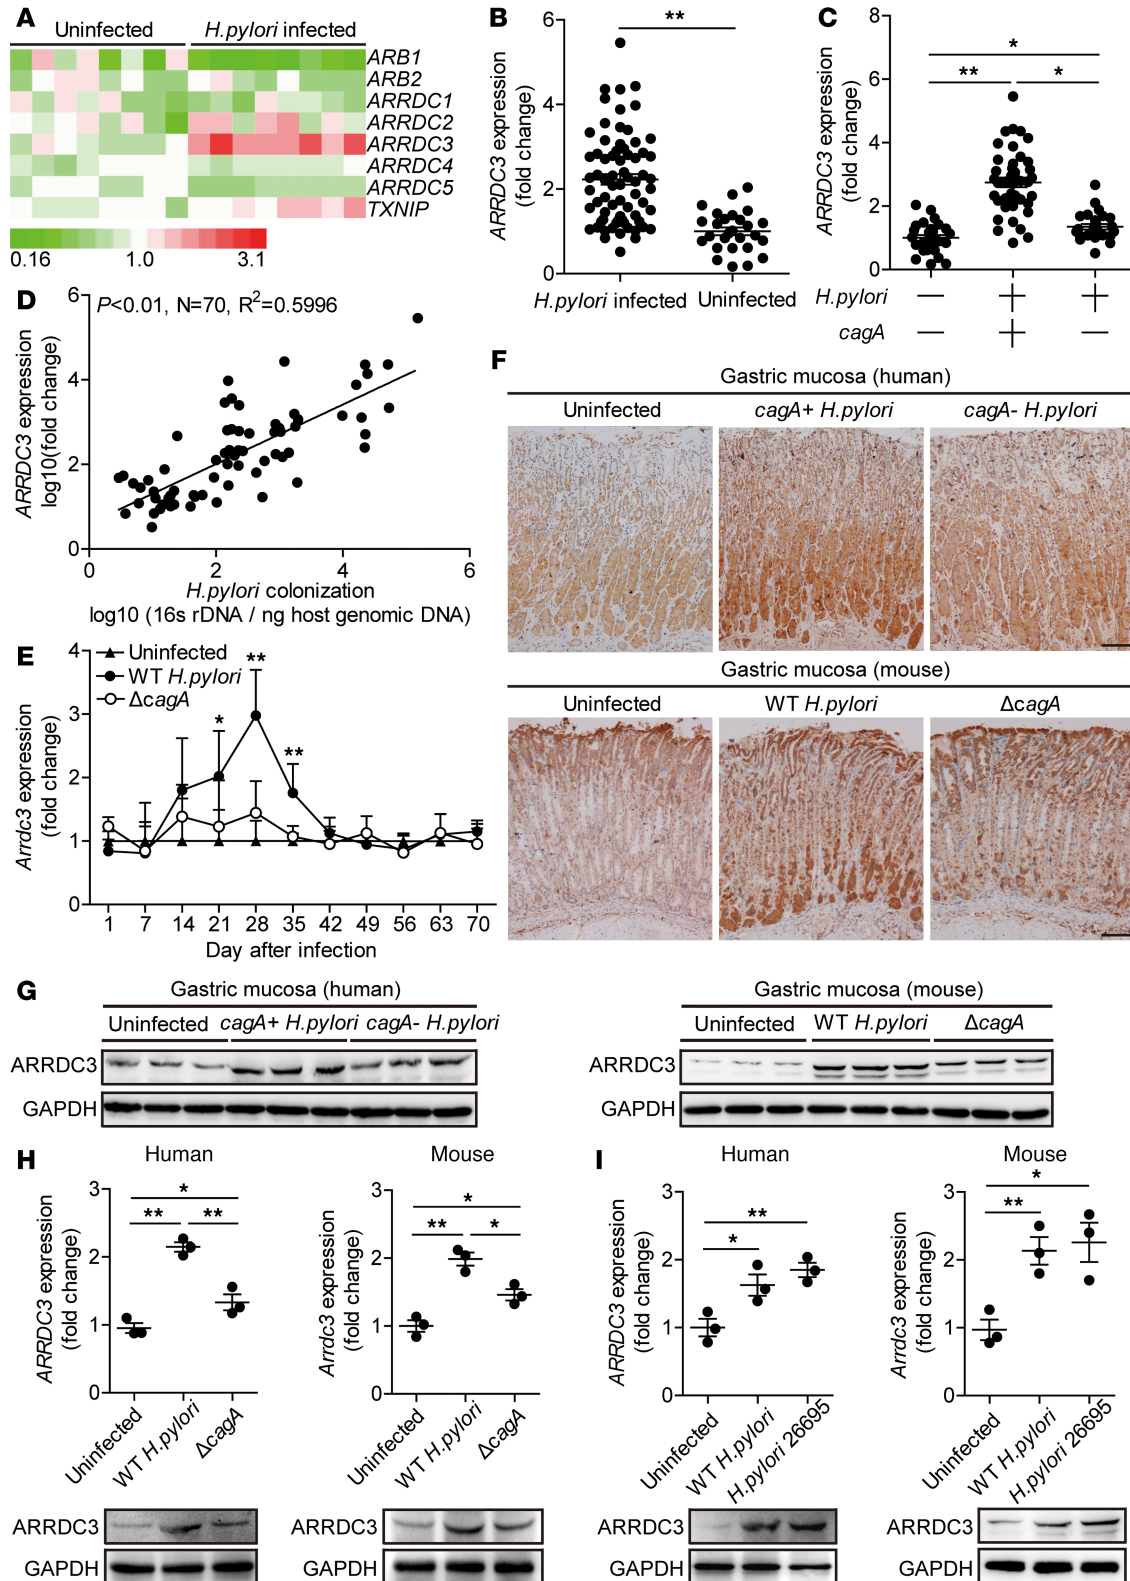 A
Uninfected
H.pylori infected
ARB1
ARB2
ARRDC1
ARRDC2
ARRDC3
ARRDC4
ARRDC5
TXNIP
0.16 1.0 3.1
B
ARRDC3 expression
(fold change)
6
4
2
0
**
H.pylori infected Uninfected
C
ARRDC3 expression
(fold change)
8
6
4
2
0
*
** *
H.pylori — + +
cagA — + —
D
P<0.01, N=70, R²=0.5996
ARRDC3 expression
log10(fold change)
6
4
2
0
0 2 4 6
H.pylori colonization
log10 (16s rDNA / ng host genomic DNA)
E
Uninfected
WT H.pylori
ΔcagA
Arrdc3 expression
(fold change)
4
3
2
1
0
* ** **
1 7 14 21 28 35 42 49 56 63 70
Day after infection
F
Gastric mucosa (human)
Uninfected cagA+ H.pylori cagA- H.pylori
Gastric mucosa (mouse)
Uninfected WT H.pylori ΔcagA
G
Gastric mucosa (human)
Uninfected cagA+ H.pylori cagA- H.pylori
ARRDC3
GAPDH
Gastric mucosa (mouse)
Uninfected WT H.pylori ΔcagA
ARRDC3
GAPDH
H
Human
ARRDC3 expression
(fold change)
3
2
1
0
*
** **
Uninfected
WT H.pylori
ΔcagA
ARRDC3
GAPDH
Mouse
Arrdc3 expression
(fold change)
3
2
1
0
*
** *
Uninfected
WT H.pylori
ΔcagA
ARRDC3
GAPDH
I
Human
ARRDC3 expression
(fold change)
3
2
1
0
**
*
Uninfected
WT H.pylori
H.pylori 26695
ARRDC3
GAPDH
Mouse
Arrdc3 expression
(fold change)
3
2
1
0
*
**
Uninfected
WT H.pylori
H.pylori 26695
ARRDC3
GAPDH